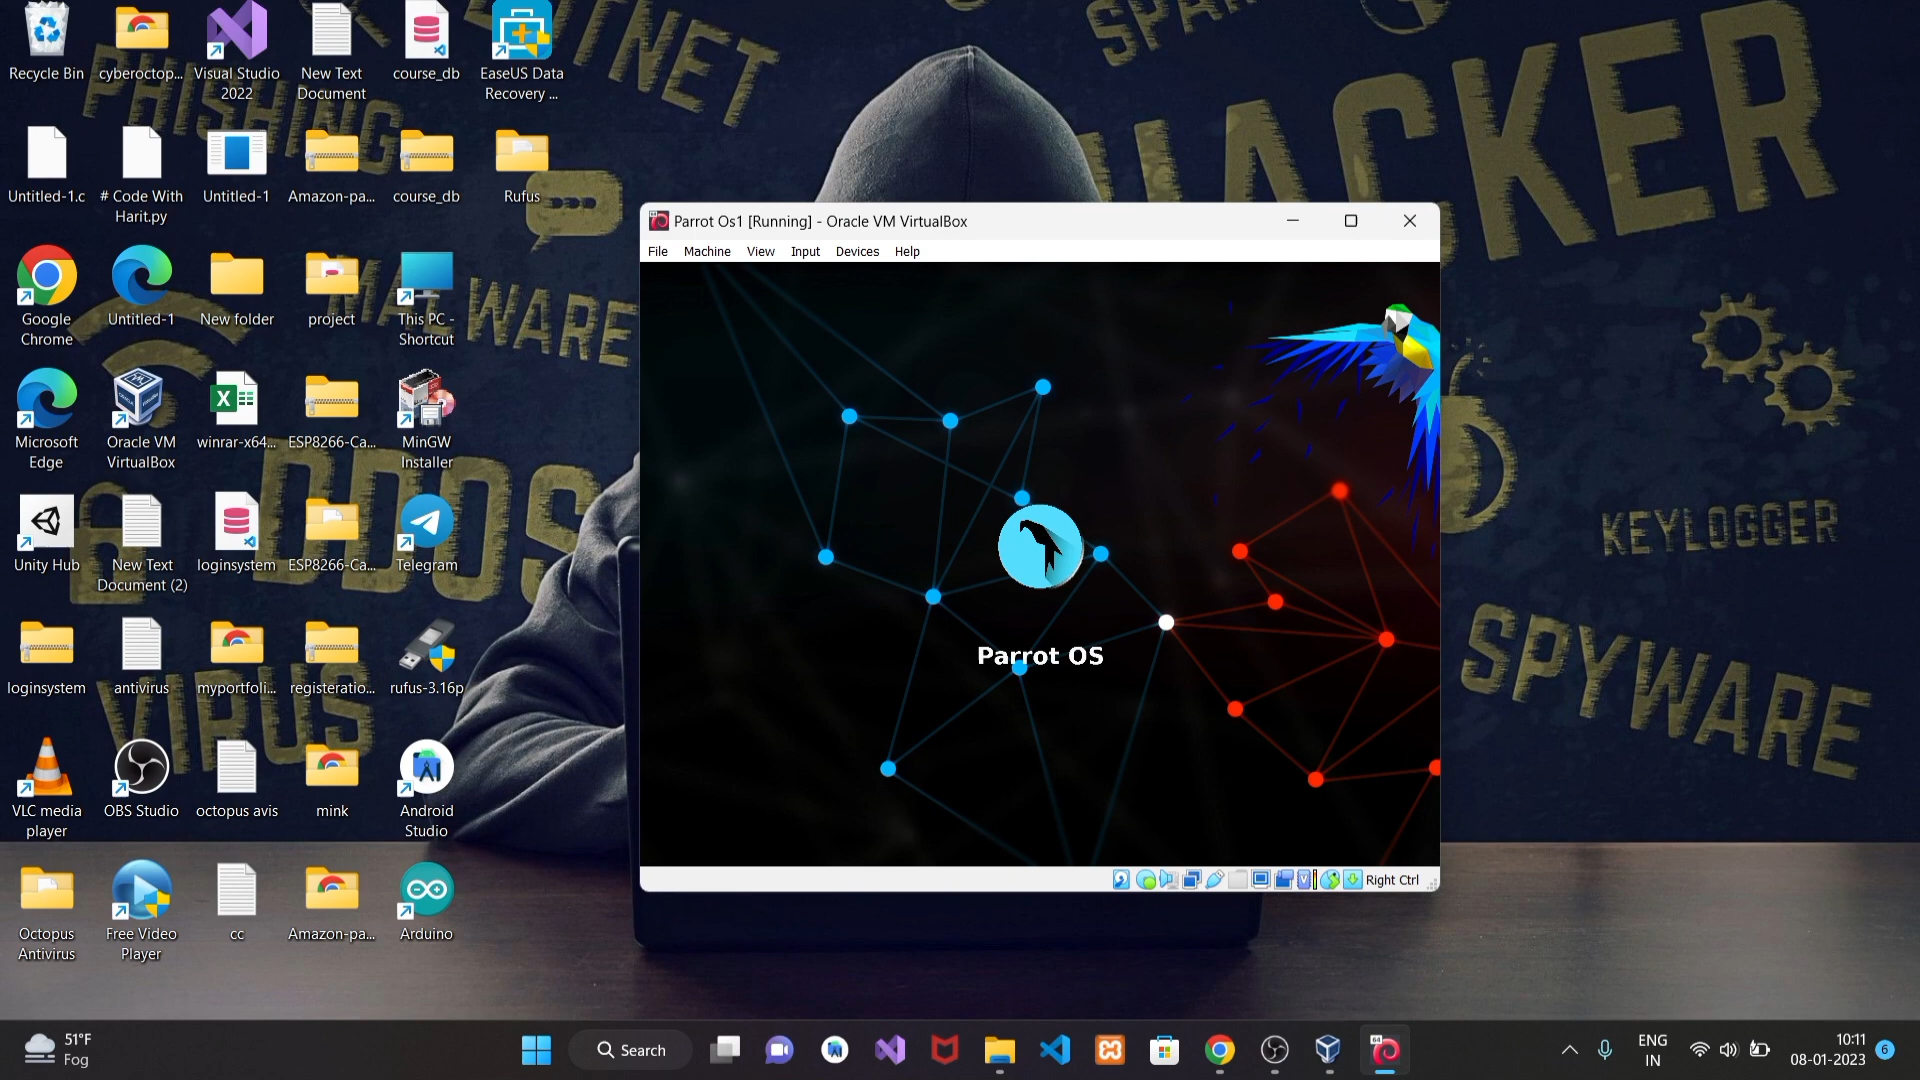 Recycle Bin
cyberoctop...
Visual Studio
2022
New Text
Document
course_db
EaseUS Data
Recovery ...
Untitled-1.c
# Code With
Harit.py
Untitled-1
Amazon-pa...
course_db
Rufus
Google
Chrome
Untitled-1
New folder
project
This PC -
Shortcut
Microsoft
Edge
Oracle VM
VirtualBox
winrar-x64...
ESP8266-Ca...
MinGW
Installer
Unity Hub
New Text
Document (2)
loginsystem
ESP8266-Ca...
Telegram
loginsystem
antivirus
myportfoli...
registeratio...
rufus-3.16p
VLC media
player
OBS Studio
octopus avis
mink
Android
Studio
Octopus
Antivirus
Free Video
Player
cc
Amazon-pa...
Arduino
PHISHING
MALWARE
DDOS
VIRUS
HACKER
KEYLOGGER
SPYWARE
Parrot Os1 [Running] - Oracle VM VirtualBox
File Machine View Input Devices Help
Parrot OS
Right Ctrl
51°F
Fog
Search
64
ENG
IN
10:11
08-01-2023
6